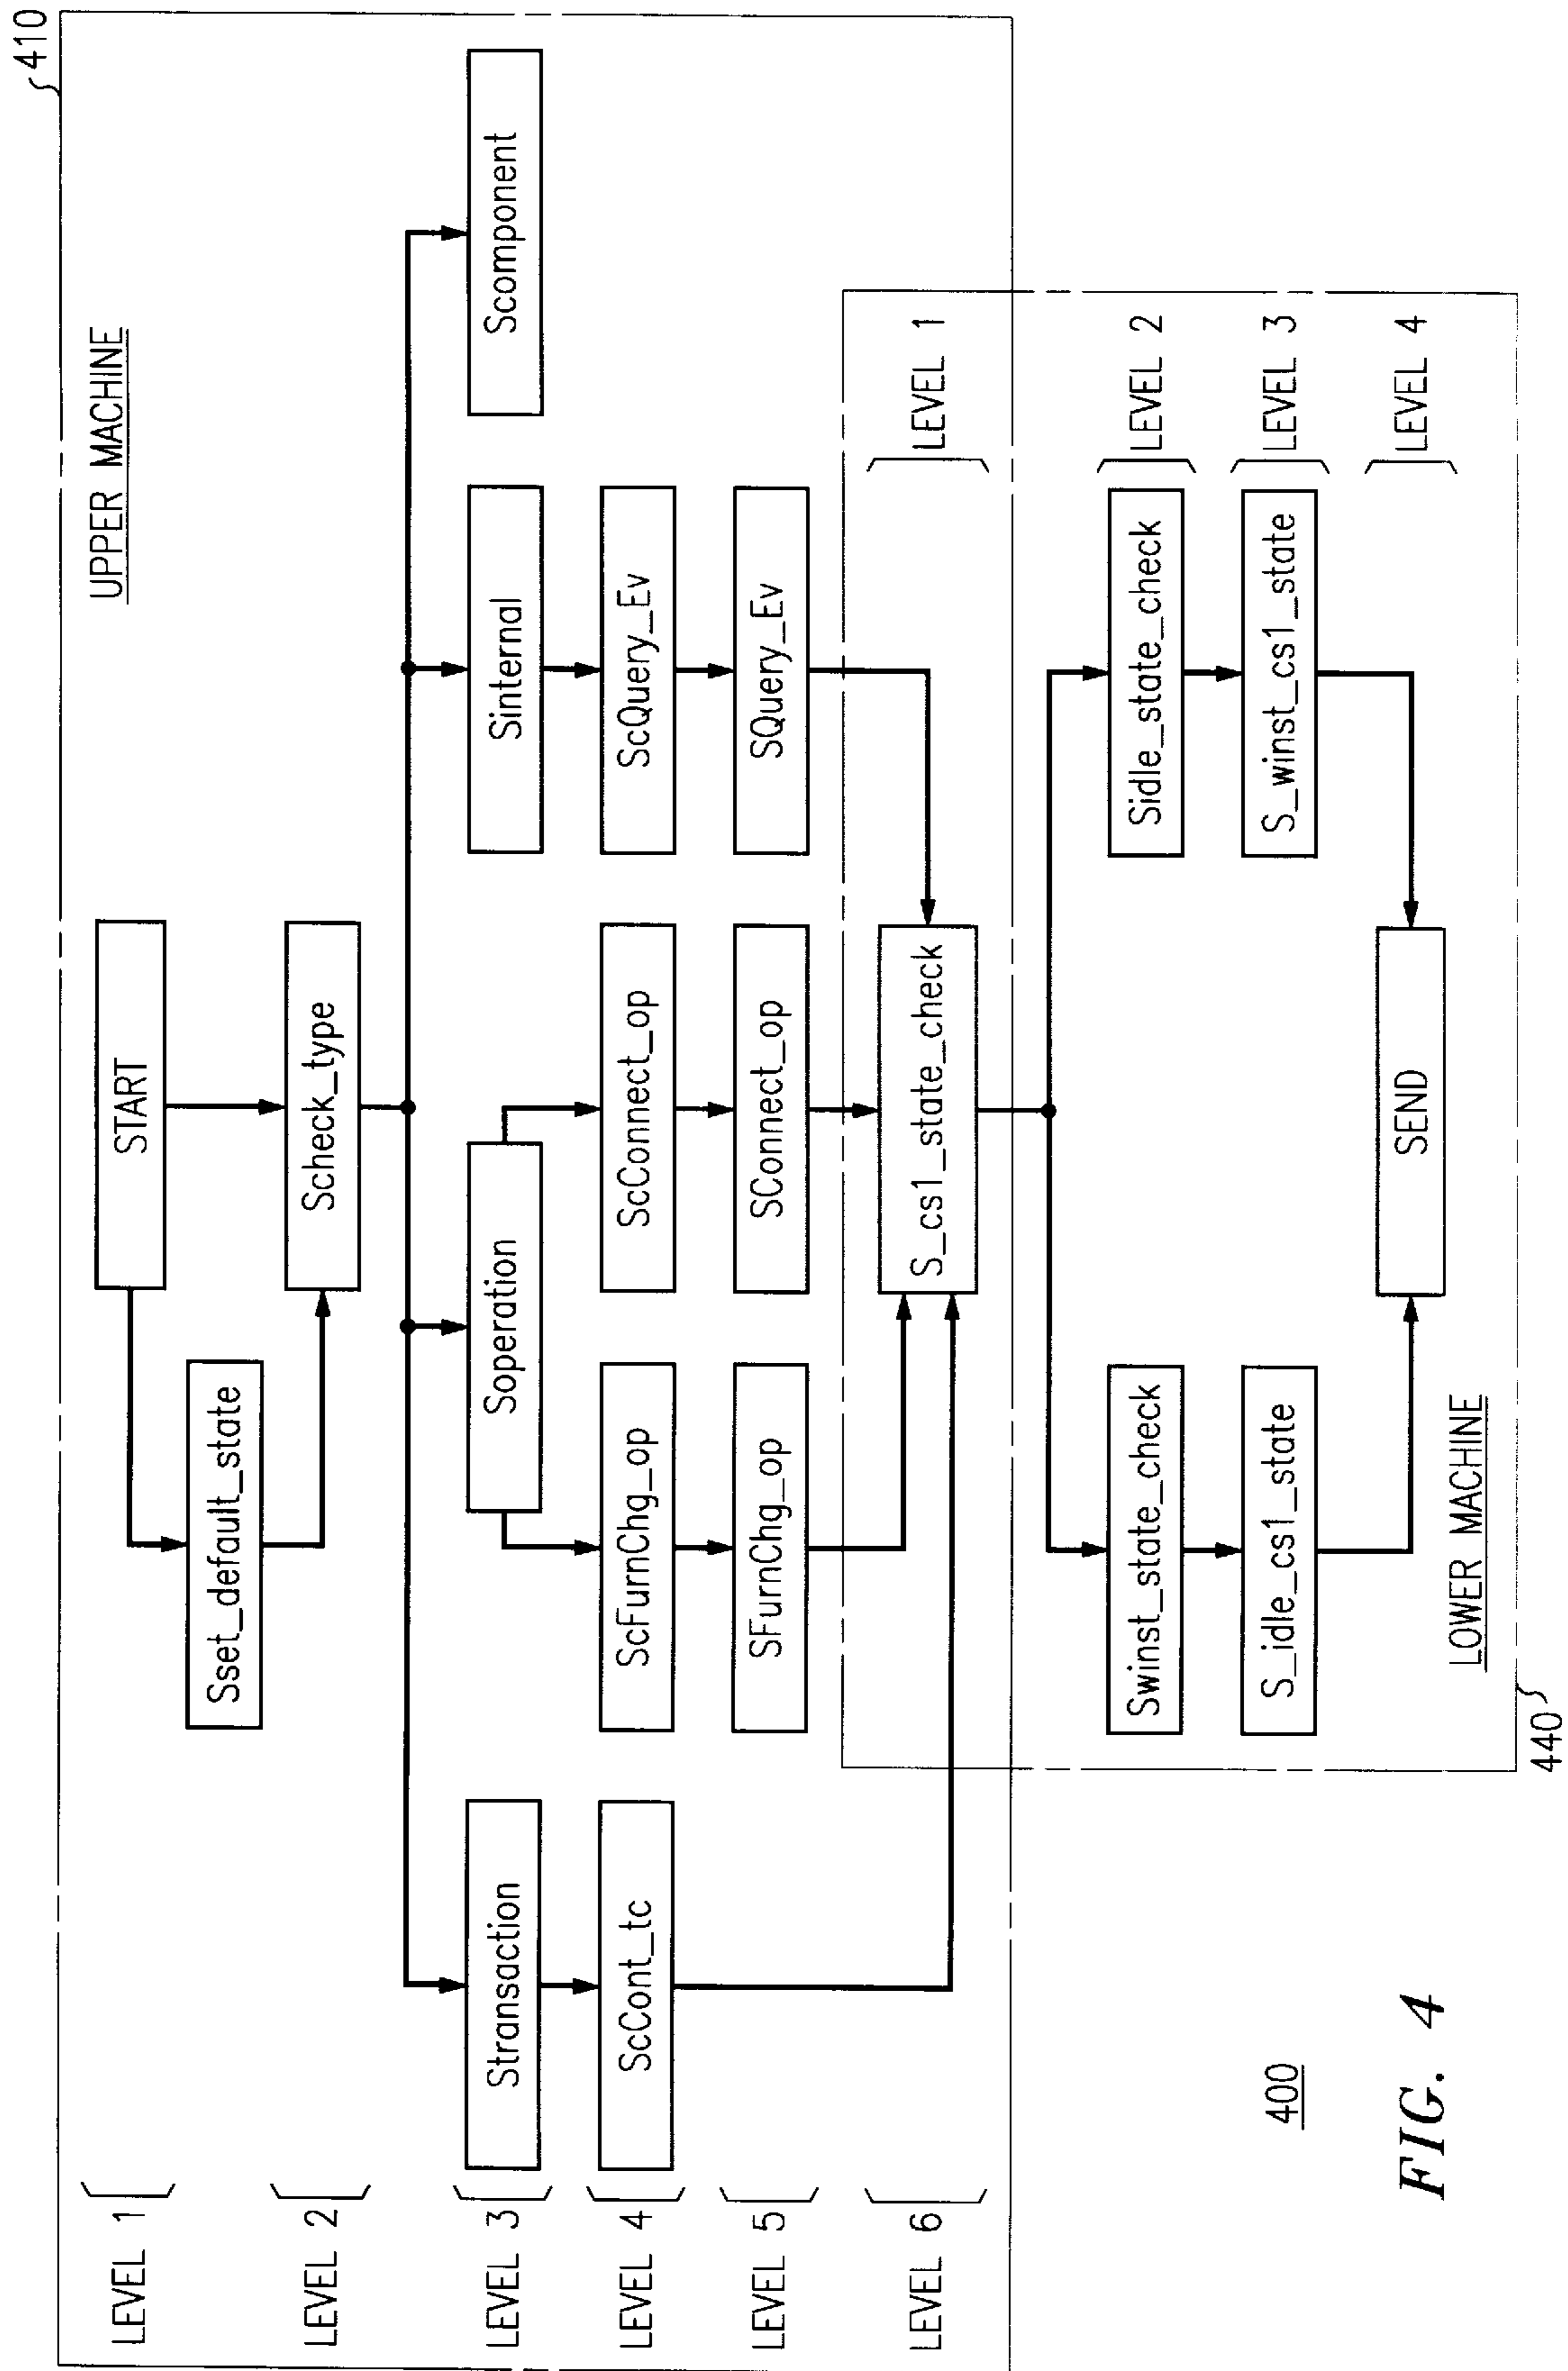 410
UPPER MACHINE
LEVEL 1
START
Sset_default_state
LEVEL 2
Scheck_type
LEVEL 3
Stransaction
Soperation
Sinternal
Scomponent
LEVEL 4
ScCont_tc
ScFurnChg_op
ScConnect_op
ScQuery_Ev
LEVEL 5
SFurnChg_op
SConnect_op
SQuery_Ev
LEVEL 6
S_cs1_state_check
LEVEL 1
Swinst_state_check
Sidle_state_check
LEVEL 2
S_idle_cs1_state
S_winst_cs1_state
LEVEL 3
SEND
LEVEL 4
LOWER MACHINE
440
400
FIG. 4